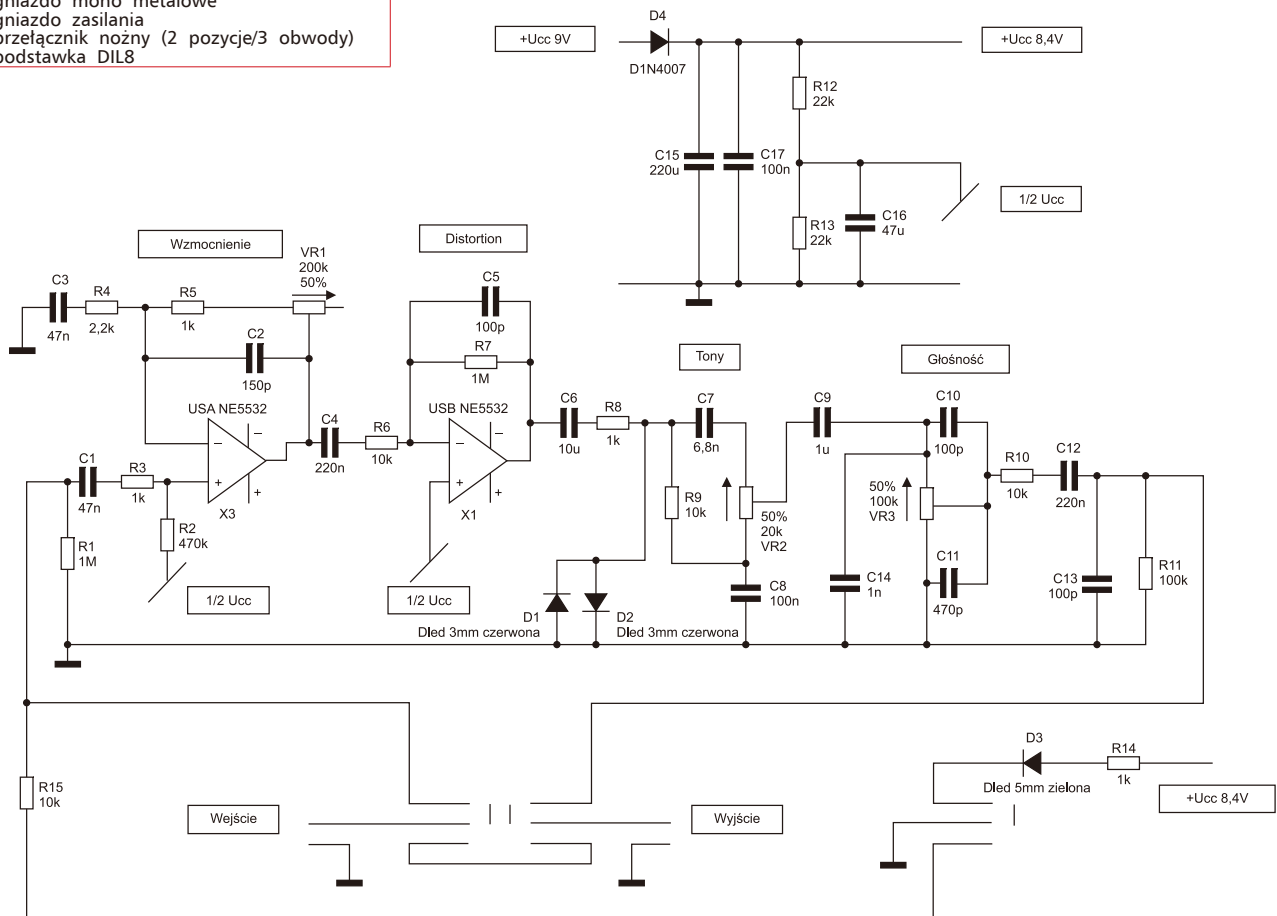 gniazdo mono metalowe
gniazdo zasilania
przełącznik nożny (2 pozycje/3 obwody)
podstawka DIL8
+Ucc 9V
D4
D1N4007
+Ucc 8,4V
R12
22k
C15
220u
C17
100n
R13
22k
C16
47u
1/2 Ucc
Wzmocnienie
Distortion
VR1
200k
50%
C3
47n
R4
2,2k
R5
1k
C2
150p
C5
100p
R7
1M
Tony
Głośność
USA NE5532
−
−
+
+
X3
C4
220n
R6
10k
USB NE5532
−
−
+
+
X1
C6
10u
R8
1k
C7
6,8n
C9
1u
C10
100p
C1
47n
R3
1k
R2
470k
R1
1M
1/2 Ucc
1/2 Ucc
R9
10k
50%
20k
VR2
50%
100k
VR3
R10
10k
C12
220n
C8
100n
C14
1n
C11
470p
C13
100p
R11
100k
D1
Dled 3mm czerwona
D2
Dled 3mm czerwona
R15
10k
Wejście
Wyjście
D3
Dled 5mm zielona
R14
1k
+Ucc 8,4V